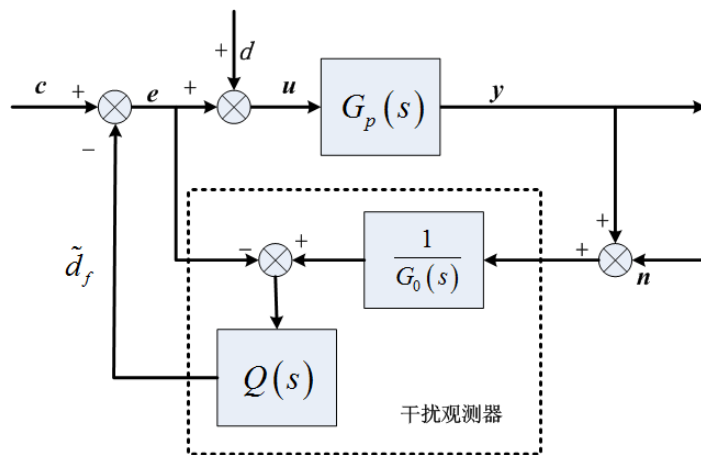 + d
c + e + u G_p(s) y
−
+
− + 1/G_0(s) + n
d̃_f
Q(s)
干扰观测器